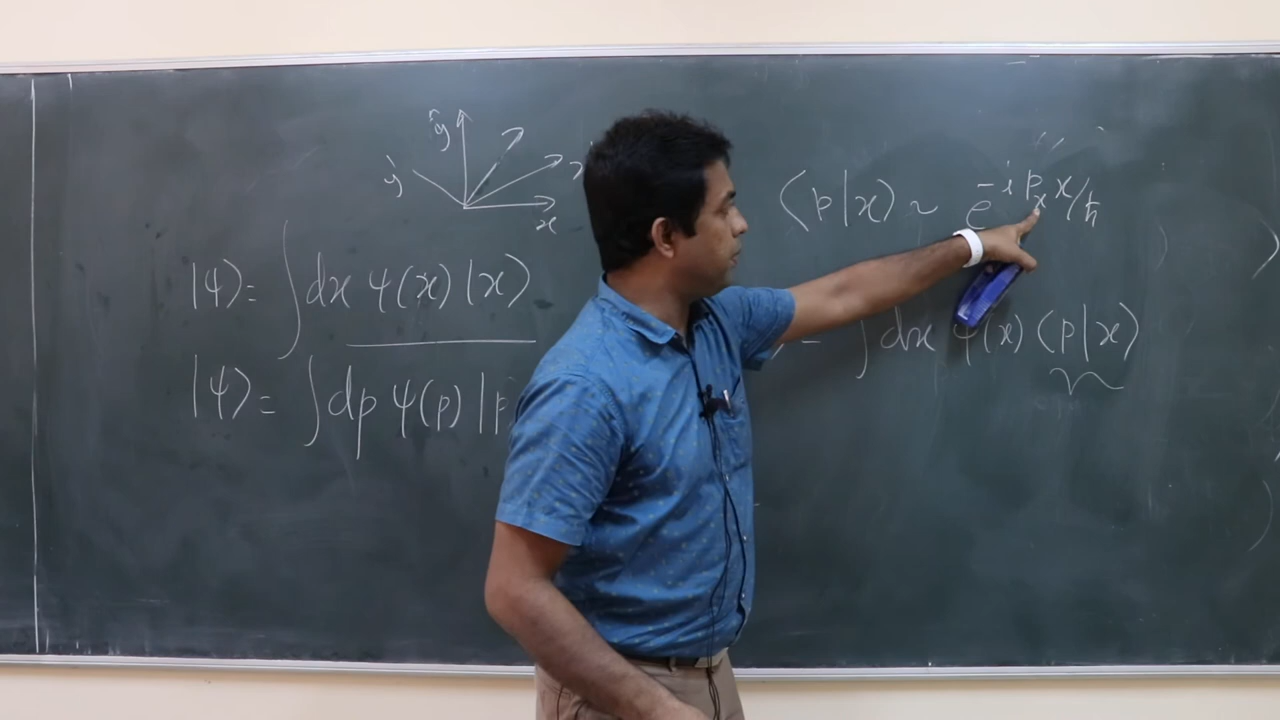 ŷ
y'
x
⟨p|x⟩ ~ e^{-i pₓ x/ħ}
|ψ⟩ = ∫ dx ψ(x) |x⟩
= ∫ dx ψ(x) ⟨p|x⟩
|ψ⟩ = ∫ dp ψ(p) |p